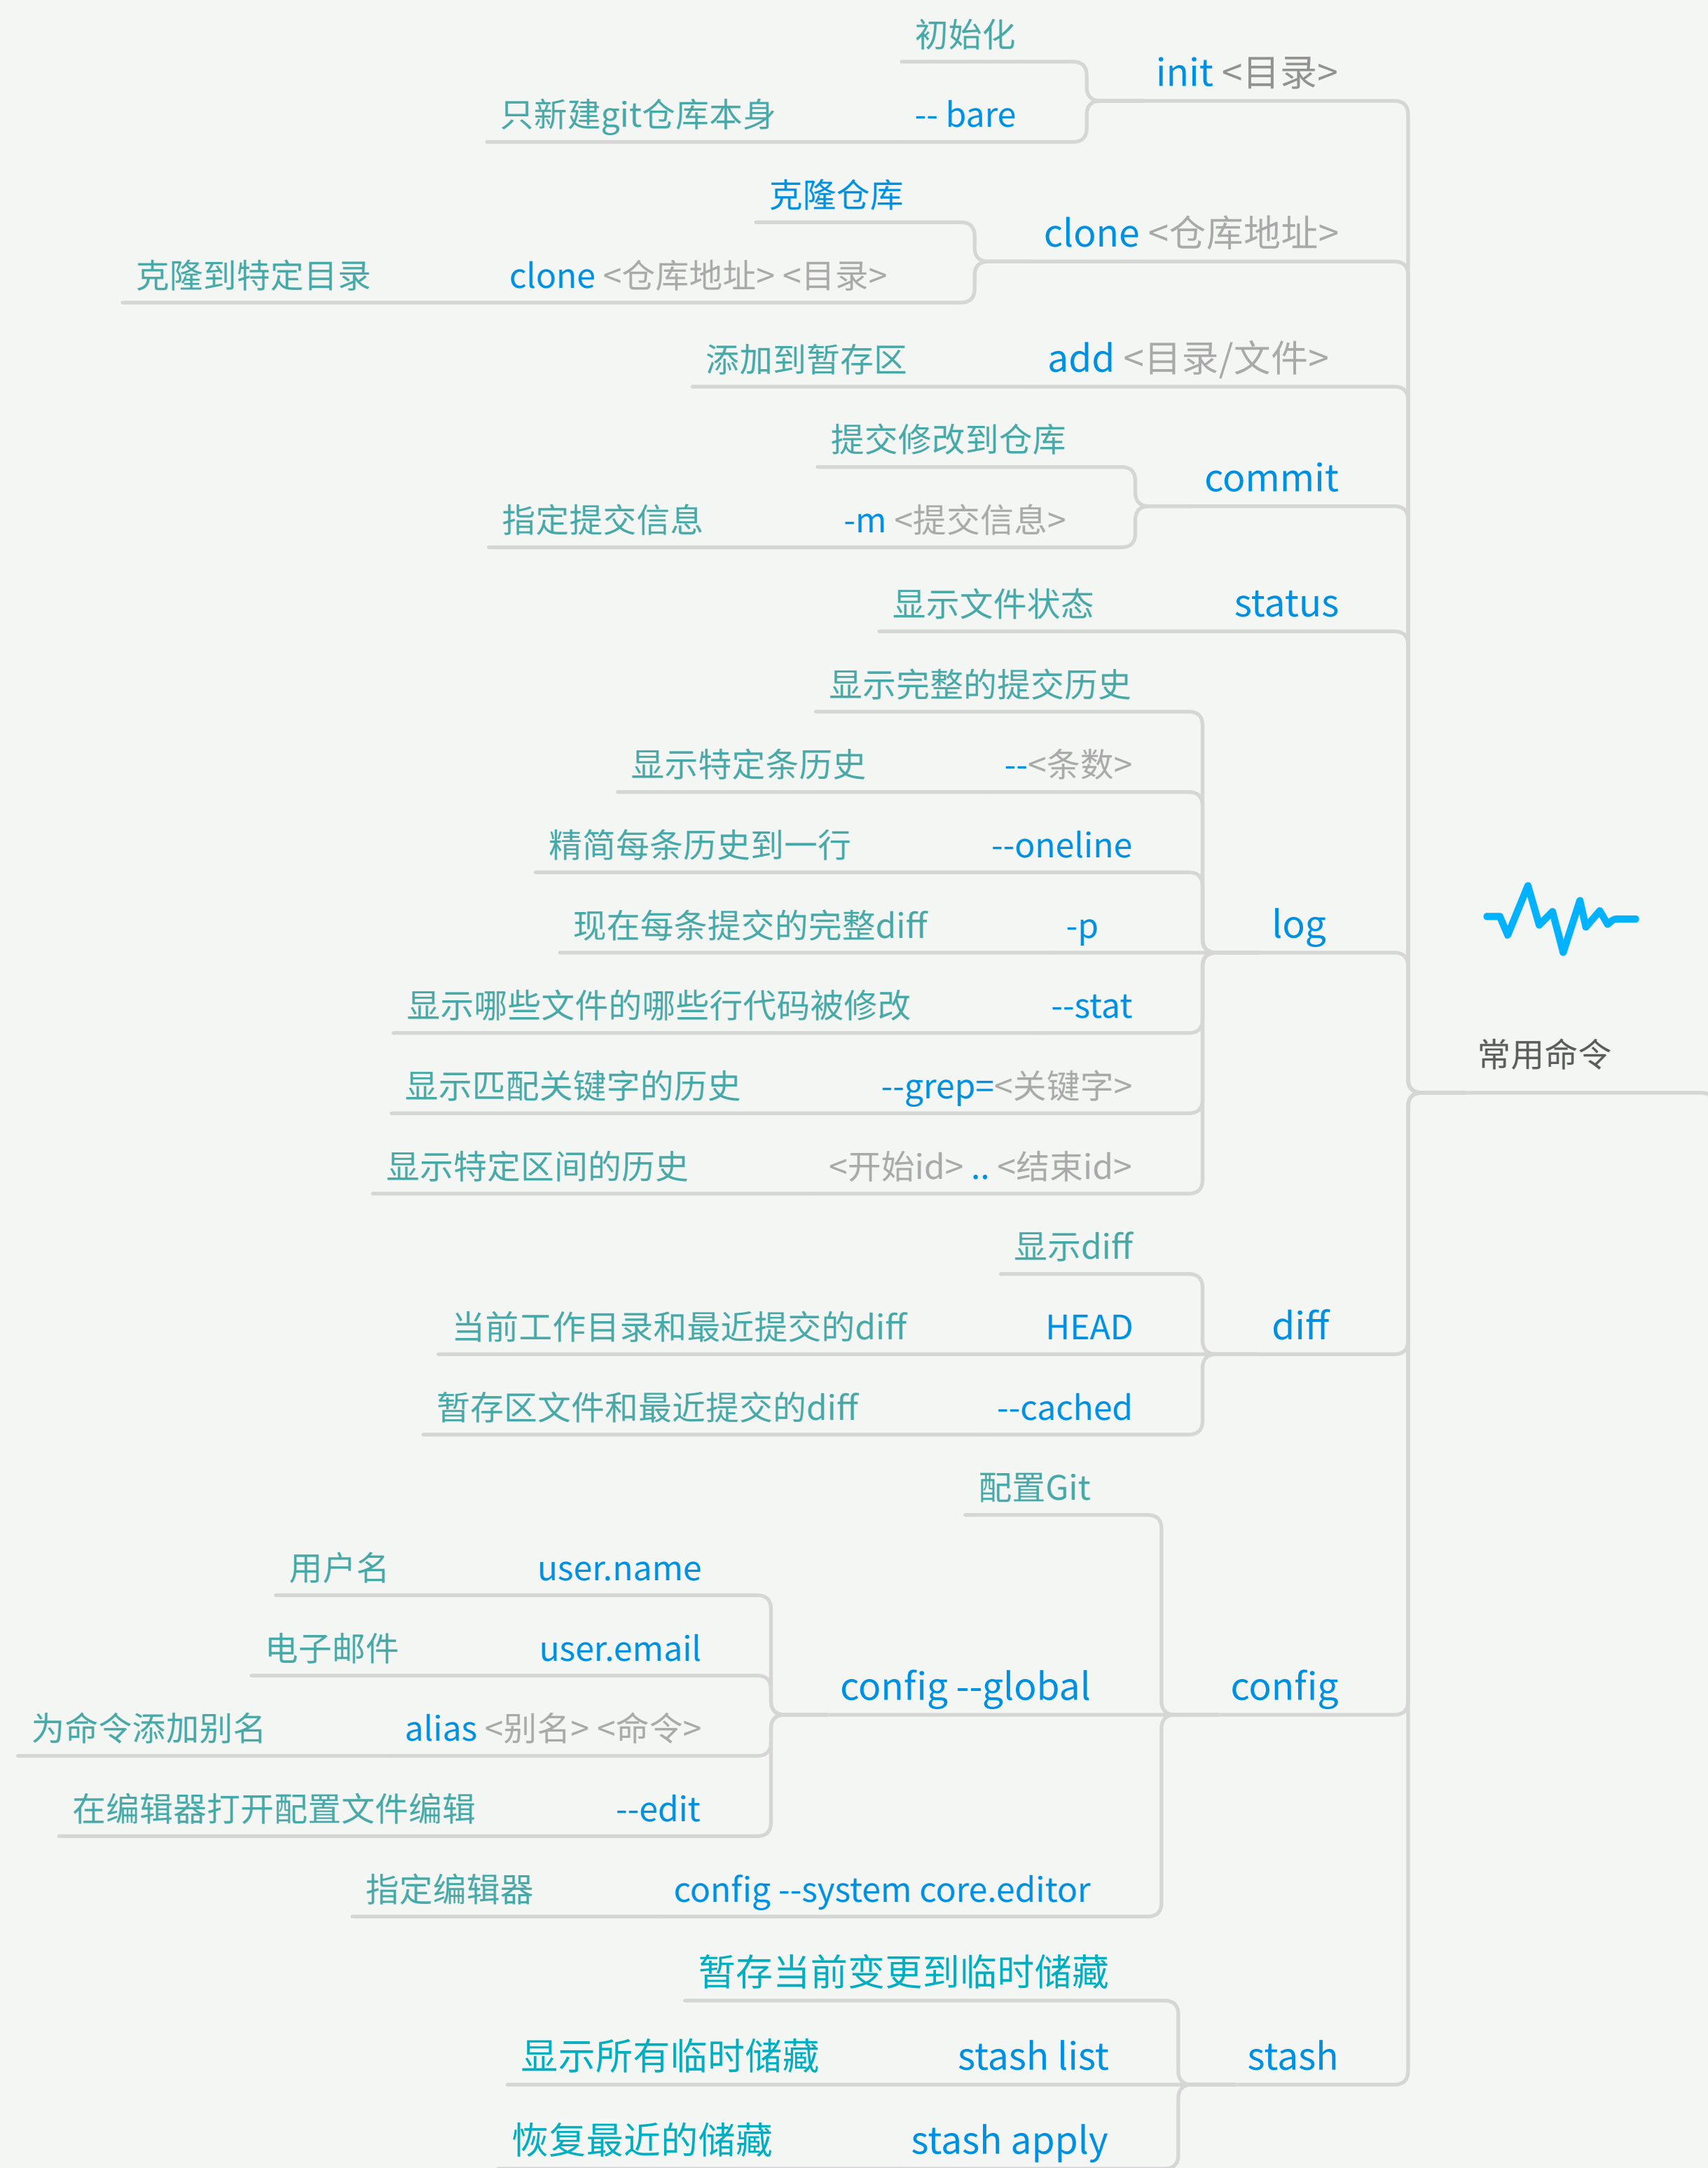 初始化
init <目录>
只新建git仓库本身 -- bare
克隆仓库
clone <仓库地址>
克隆到特定目录 clone <仓库地址> <目录>
添加到暂存区 add <目录/文件>
提交修改到仓库
commit
指定提交信息 -m <提交信息>
显示文件状态 status
显示完整的提交历史
显示特定条历史 --<条数>
精简每条历史到一行 --oneline
现在每条提交的完整diff -p
log
显示哪些文件的哪些行代码被修改 --stat
常用命令
显示匹配关键字的历史 --grep=<关键字>
显示特定区间的历史 <开始id> .. <结束id>
显示diff
当前工作目录和最近提交的diff HEAD
diff
暂存区文件和最近提交的diff --cached
配置Git
用户名 user.name
电子邮件 user.email
config --global
config
为命令添加别名 alias <别名> <命令>
在编辑器打开配置文件编辑 --edit
指定编辑器 config --system core.editor
暂存当前变更到临时储藏
显示所有临时储藏 stash list
stash
恢复最近的储藏 stash apply